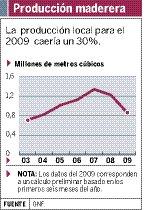 Producción maderera
La producción local para el
2009 caería un 30%.
Millones de metros cúbicos
1,6
1,2
0,8
0,4
03 04 05 06 07 08 09
NOTA: Los datos del 2009 corresponden
a un cálculo preliminar basado en los
primeros seis meses del año.
FUENTE ONF.